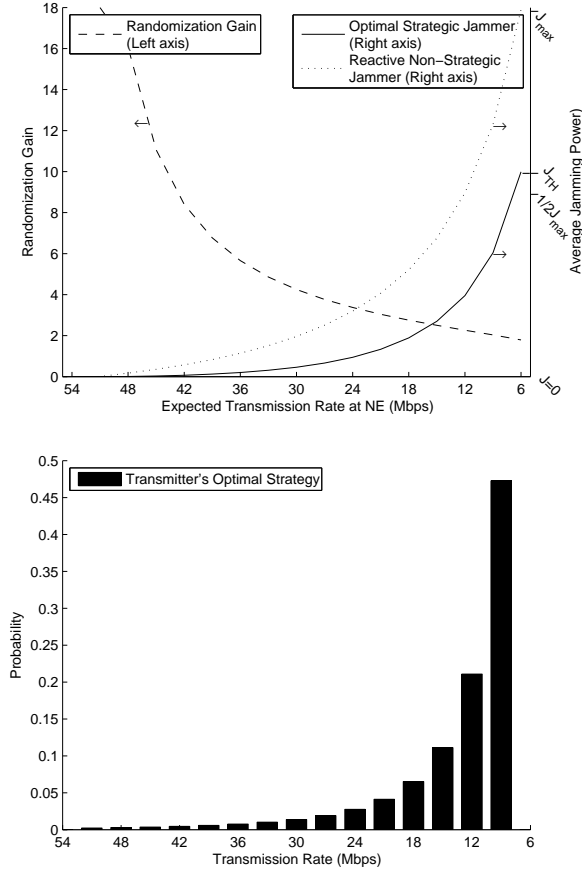 18
16
14
12
10
8
6
4
2
0
Randomization Gain
Randomization Gain
(Left axis)
Optimal Strategic Jammer
(Right axis)
Reactive Non−Strategic
Jammer (Right axis)
J_max
J_TH
1/2J_max
J=0
Average Jamming Power)
54 48 42 36 30 24 18 12 6
Expected Transmission Rate at NE (Mbps)
0.5
0.45
0.4
0.35
0.3
0.25
0.2
0.15
0.1
0.05
0
Probability
Transmitter's Optimal Strategy
54 48 42 36 30 24 18 12 6
Transmission Rate (Mbps)